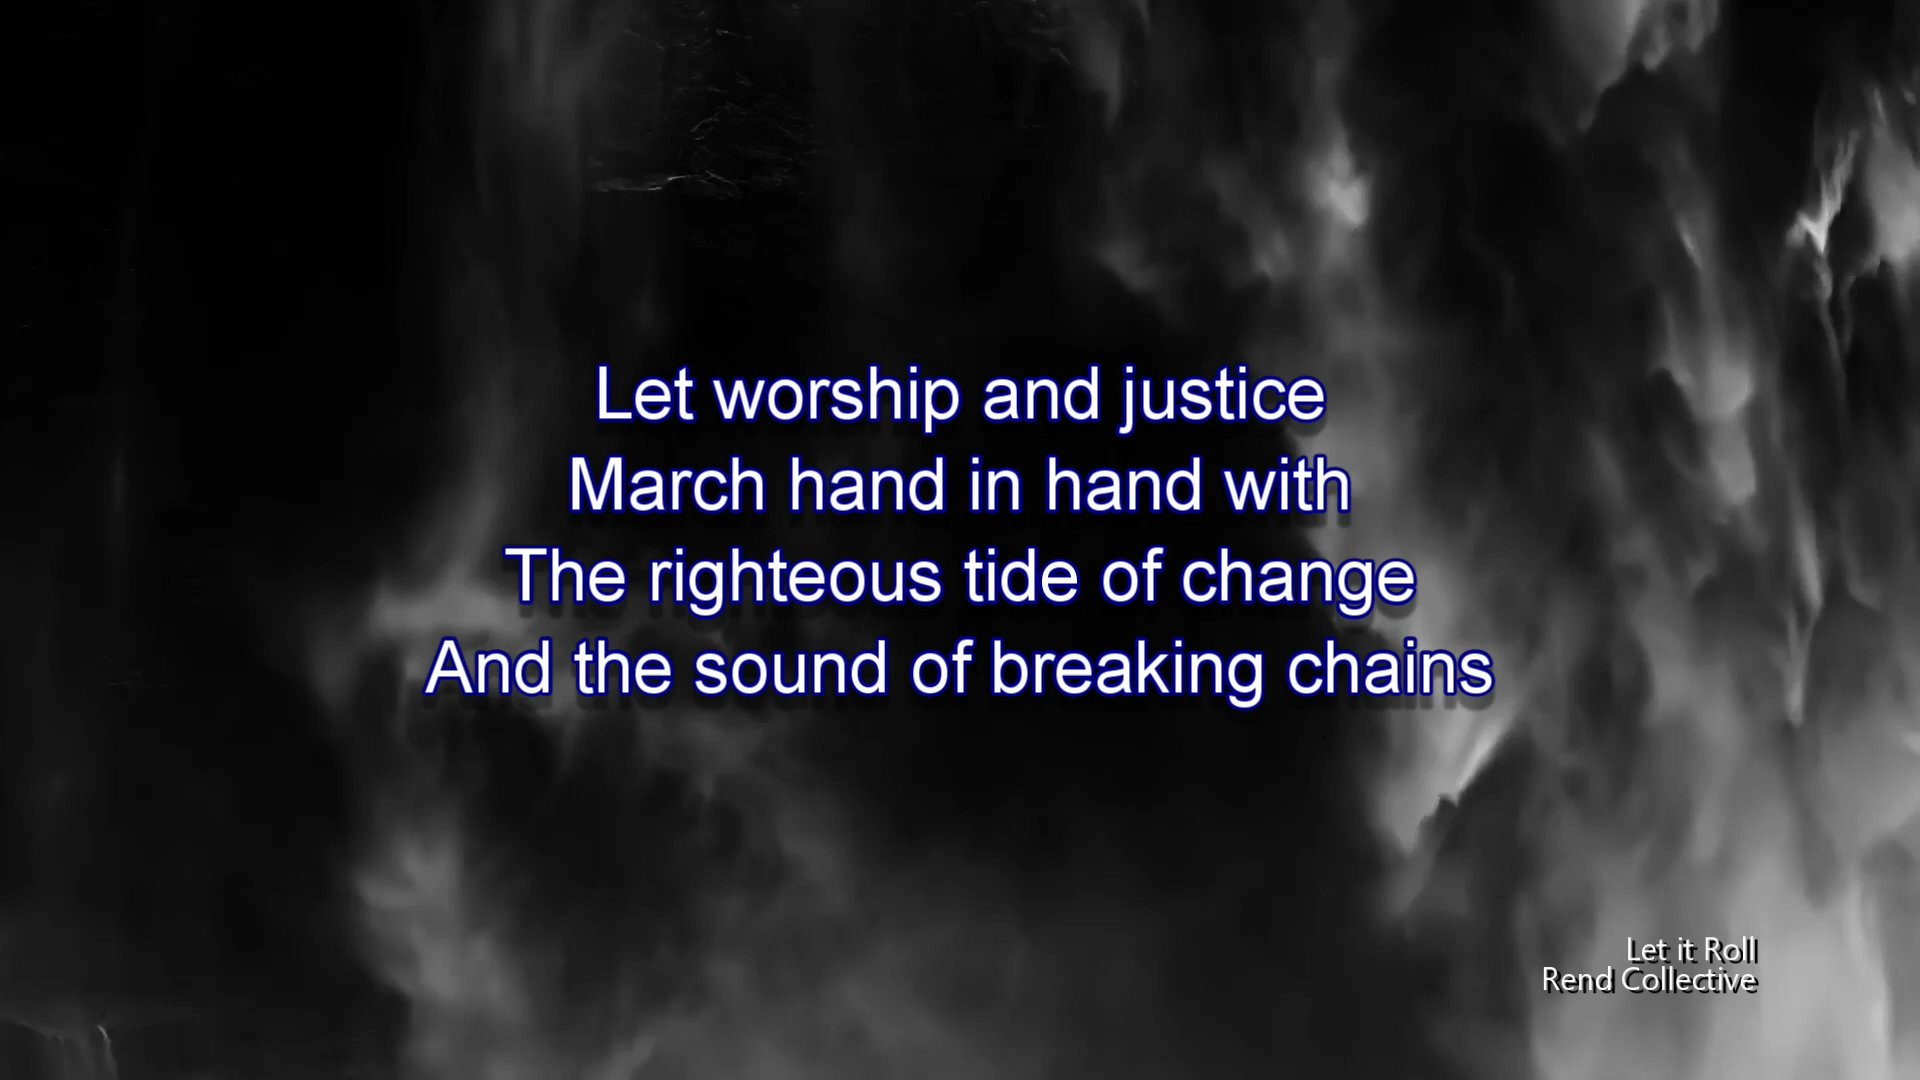 Let worship and justice
March hand in hand with
The righteous tide of change
And the sound of breaking chains
Let it Roll
Rend Collective